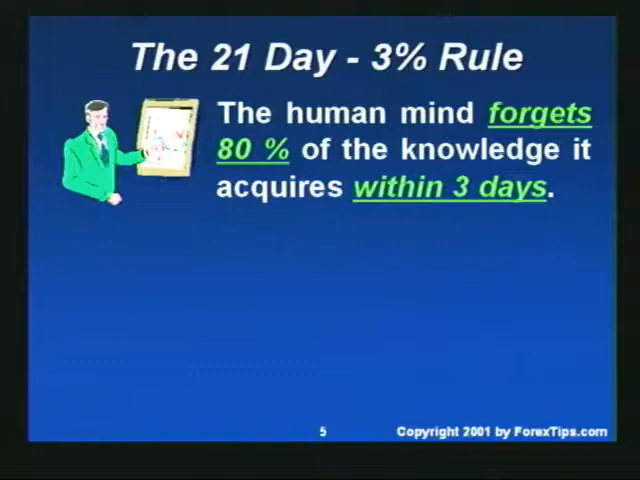 The 21 Day - 3% Rule
The human mind forgets
80 % of the knowledge it
acquires within 3 days.
5 Copyright 2001 by ForexTips.com